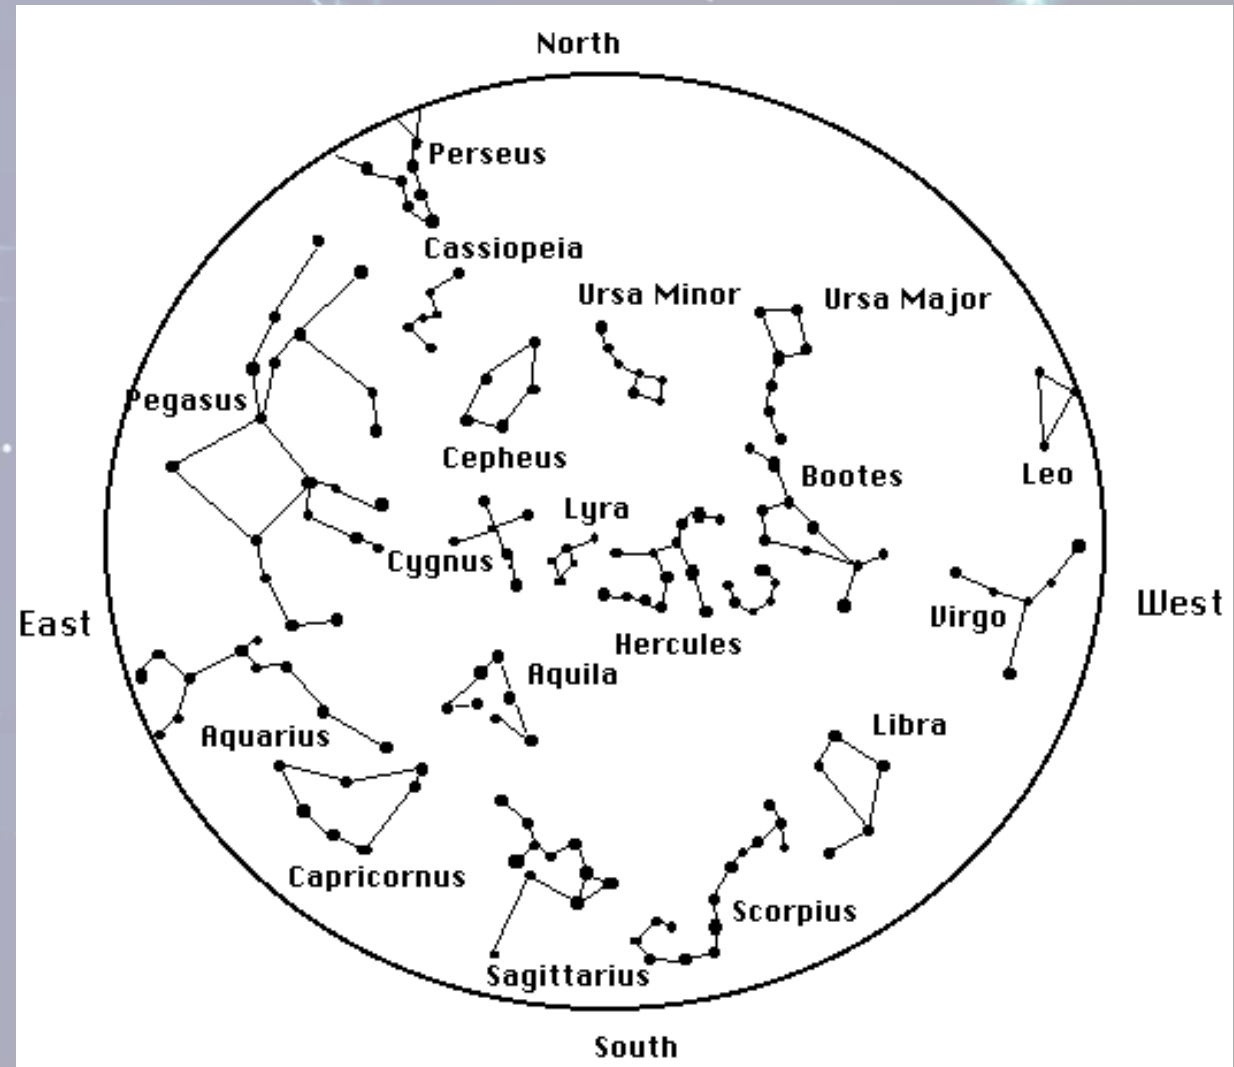 North
Perseus
Cassiopeia
Ursa Minor
Ursa Major
Pegasus
Cepheus
Bootes
Leo
Lyra
Cygnus
East
West
Virgo
Hercules
Aquila
Aquarius
Libra
Capricornus
Scorpius
Sagittarius
South